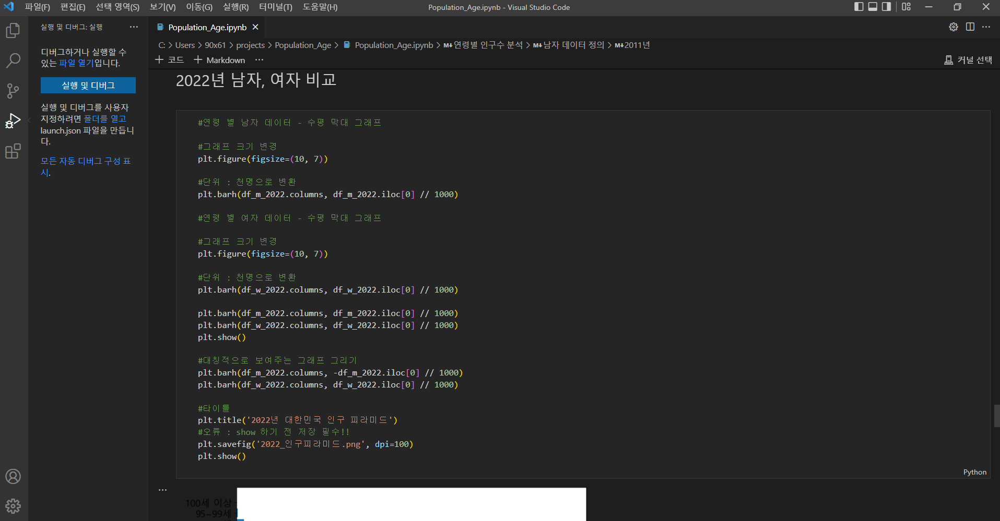 파일(F) 편집(E) 선택 영역(S) 보기(V) 이동(G) 실행(R) 터미널(T) 도움말(H)
Population_Age.ipynb - Visual Studio Code
실행 및 디버그: 실행
Population_Age.ipynb
C: > Users > 90x61 > projects > Population_Age > Population_Age.ipynb > M↓연령별 인구수 분석 > M↓남자 데이터 정의 > M↓2011년
+ 코드 + Markdown ...
커널 선택
디버그하거나 실행할 수
있는 파일 열기입니다.
실행 및 디버그
실행 및 디버그를 사용자
지정하려면 폴더를 열고
launch.json 파일을 만듭니
다.
모든 자동 디버그 구성 표
시.
2022년 남자, 여자 비교
#연령 별 남자 데이터 - 수평 막대 그래프
#그래프 크기 변경
plt.figure(figsize=(10, 7))
#단위 : 천명으로 변환
plt.barh(df_m_2022.columns, df_m_2022.iloc[0] // 1000)
#연령 별 여자 데이터 - 수평 막대 그래프
#그래프 크기 변경
plt.figure(figsize=(10, 7))
#단위 : 천명으로 변환
plt.barh(df_w_2022.columns, df_w_2022.iloc[0] // 1000)
plt.barh(df_m_2022.columns, df_m_2022.iloc[0] // 1000)
plt.barh(df_w_2022.columns, df_w_2022.iloc[0] // 1000)
plt.show()
#대칭적으로 보여주는 그래프 그리기
plt.barh(df_m_2022.columns, -df_m_2022.iloc[0] // 1000)
plt.barh(df_w_2022.columns, df_w_2022.iloc[0] // 1000)
#타이틀
plt.title('2022년 대한민국 인구 피라미드')
#오류 : show 하기 전 저장 필수!!
plt.savefig('2022_인구피라미드.png', dpi=100)
plt.show()
Python
100세 이상
95~99세